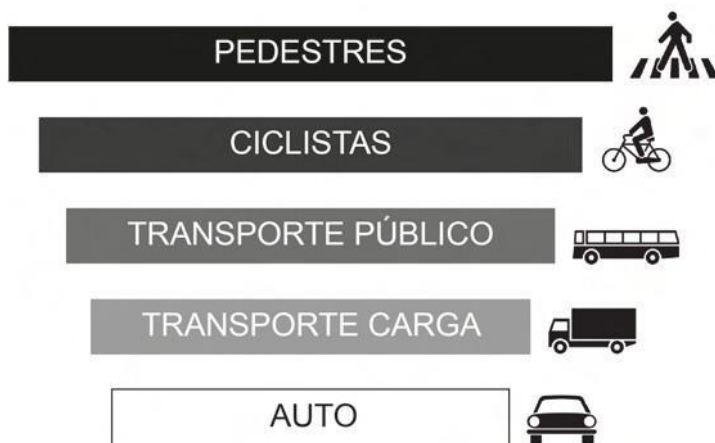 PEDESTRES
CICLISTAS
TRANSPORTE PÚBLICO
TRANSPORTE CARGA
AUTO